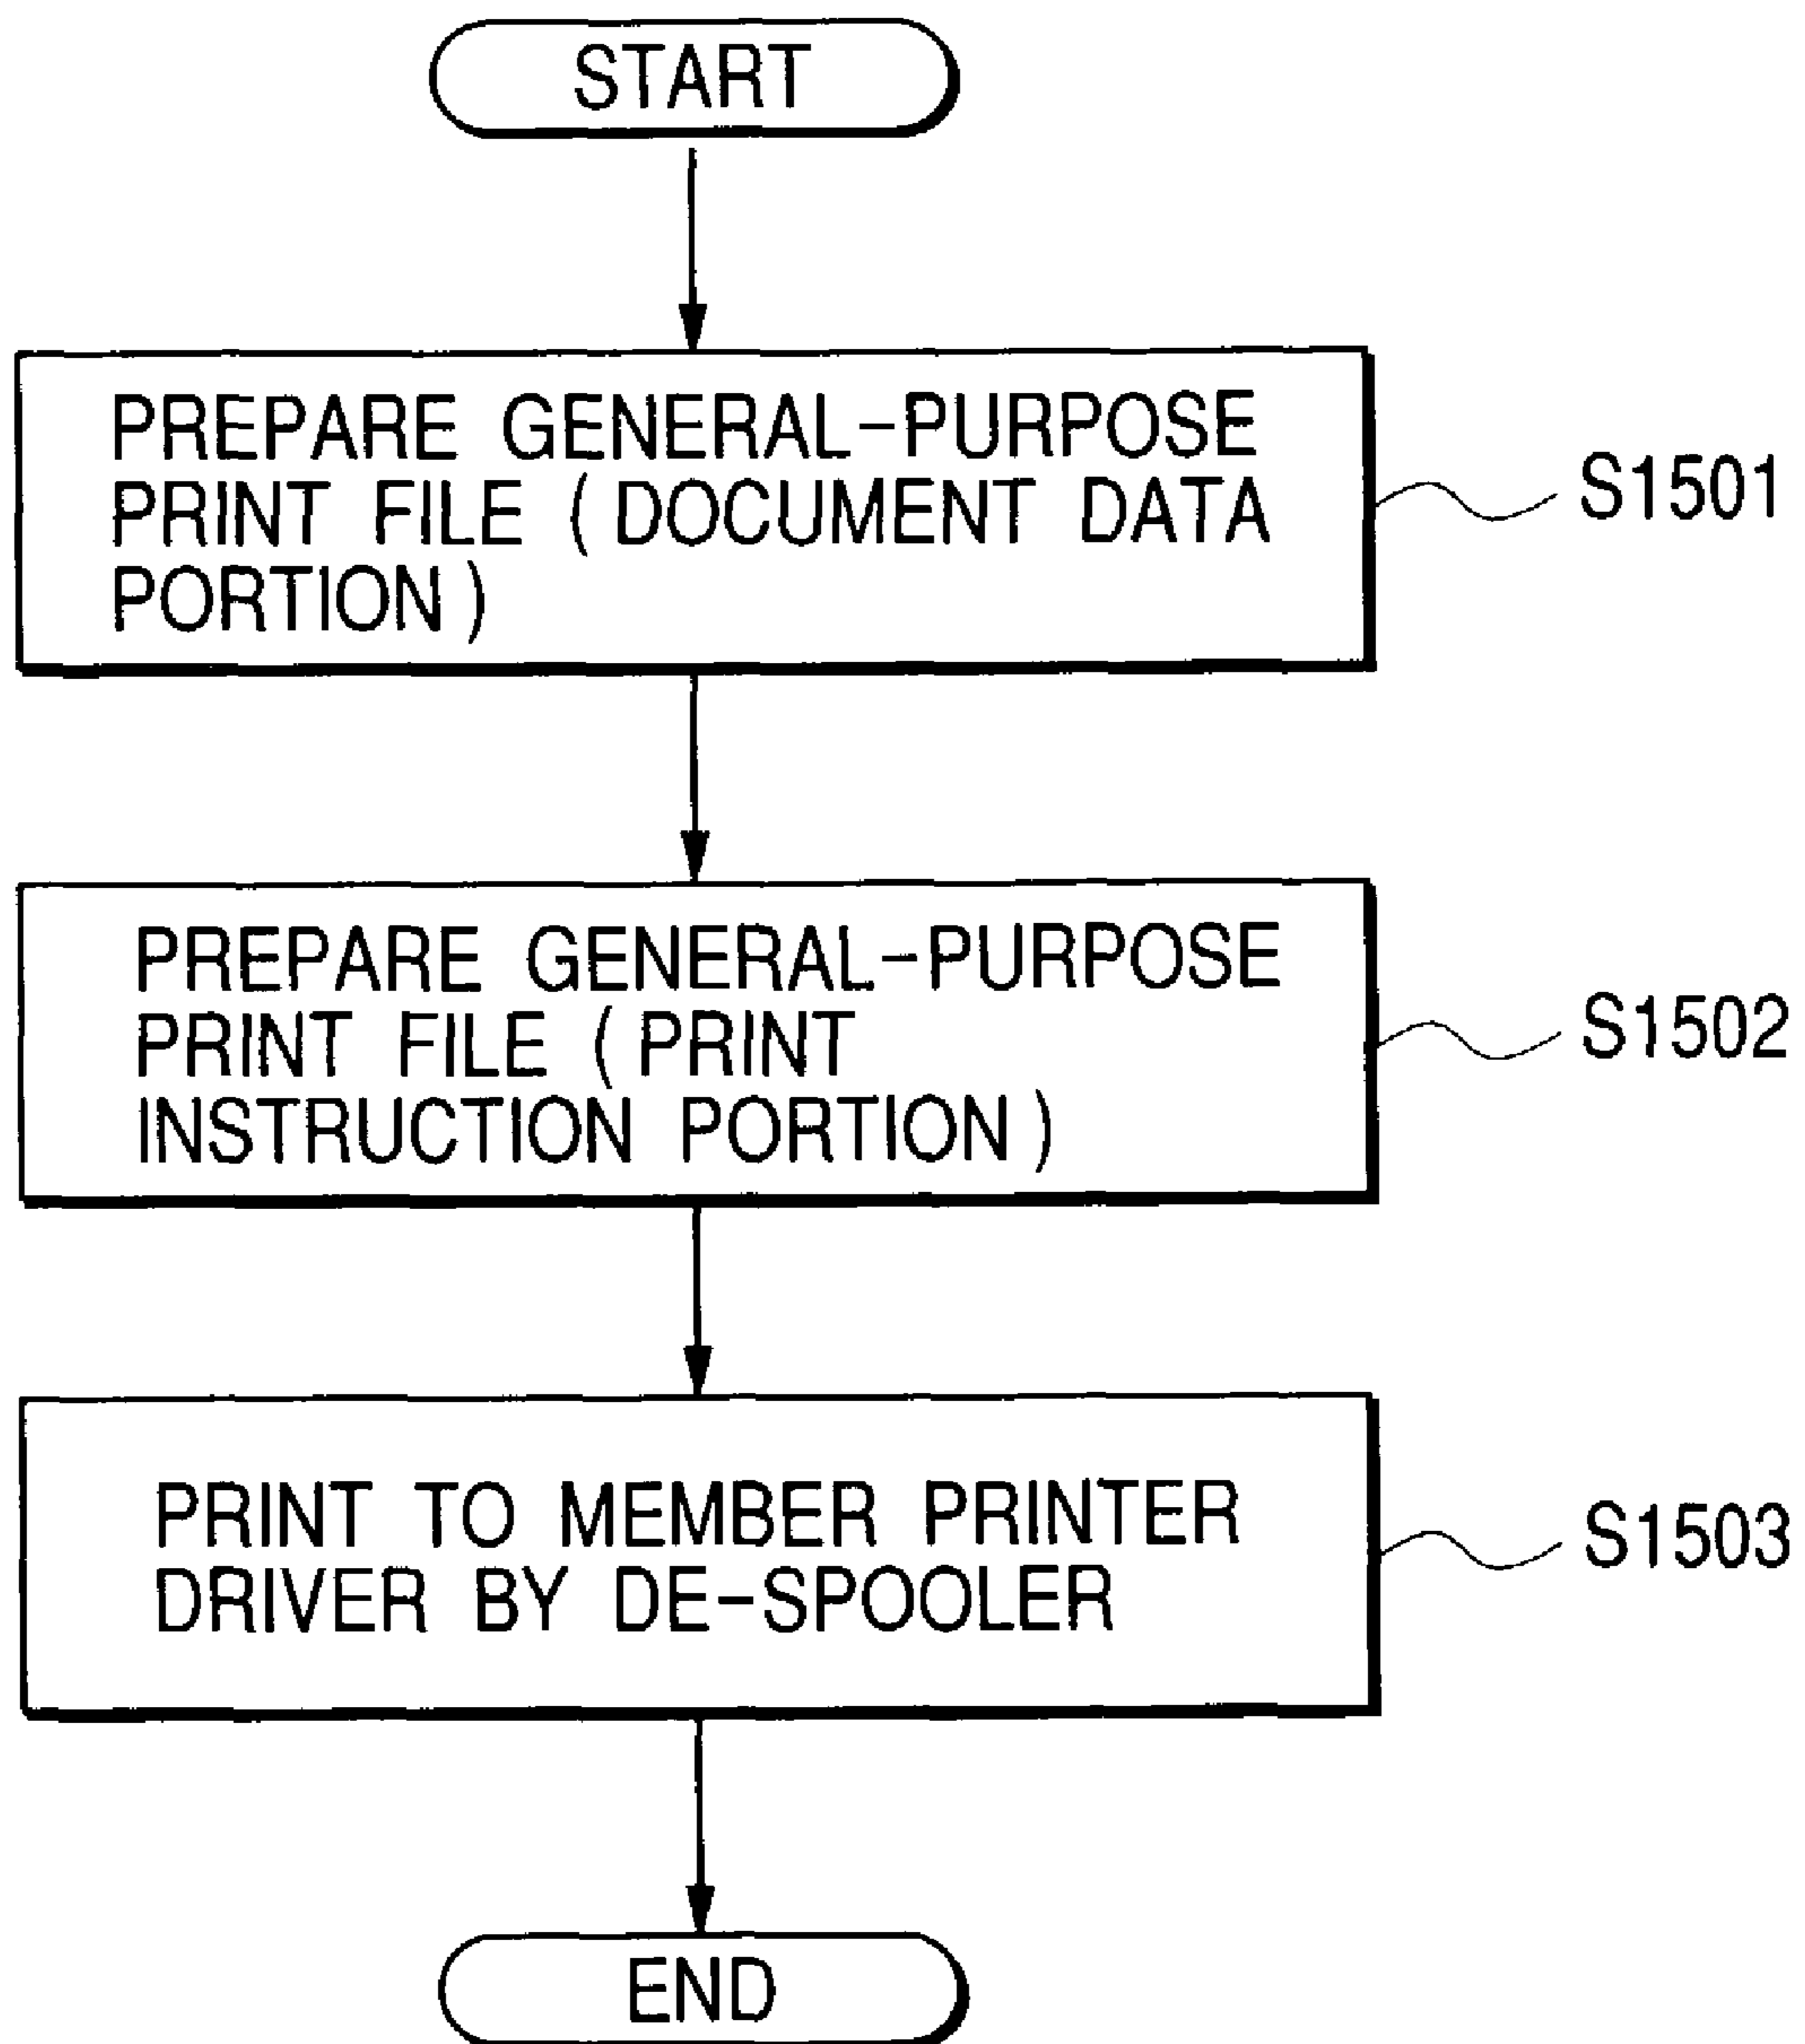 START
PREPARE GENERAL-PURPOSE
PRINT FILE (DOCUMENT DATA
PORTION)
S1501
PREPARE GENERAL-PURPOSE
PRINT FILE (PRINT
INSTRUCTION PORTION)
S1502
PRINT TO MEMBER PRINTER
DRIVER BY DE-SPOOLER
S1503
END